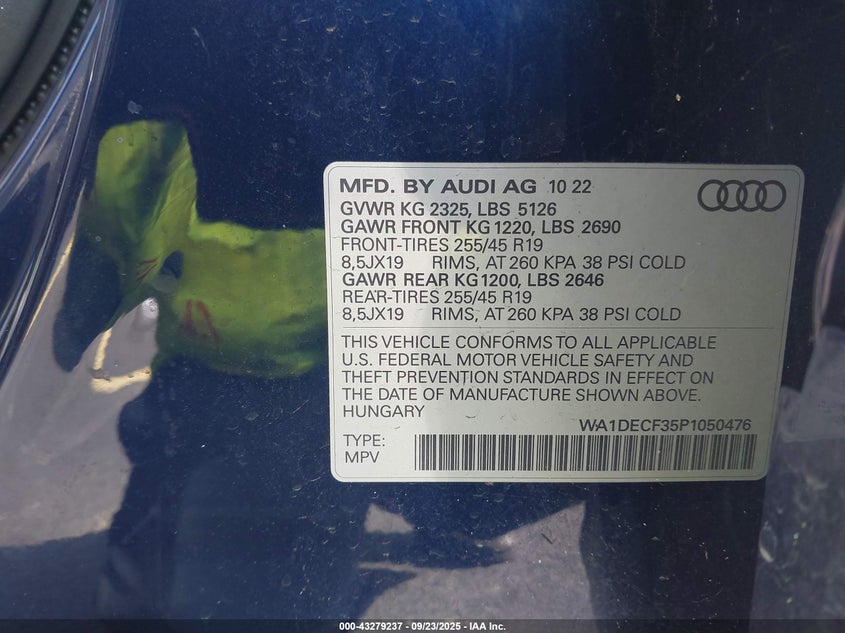 MFD. BY AUDI AG 10 22
GVWR KG 2325, LBS 5126
GAWR FRONT KG 1220, LBS 2690
FRONT-TIRES 255/45 R19
8,5JX19 RIMS, AT 260 KPA 38 PSI COLD
GAWR REAR KG 1200, LBS 2646
REAR-TIRES 255/45 R19
8,5JX19 RIMS, AT 260 KPA 38 PSI COLD
THIS VEHICLE CONFORMS TO ALL APPLICABLE
U.S. FEDERAL MOTOR VEHICLE SAFETY AND
THEFT PREVENTION STANDARDS IN EFFECT ON
THE DATE OF MANUFACTURE SHOWN ABOVE.
HUNGARY
WA1DECF35P1050476
TYPE:
MPV
000-43279237 - 09/23/2025 - IAA Inc.